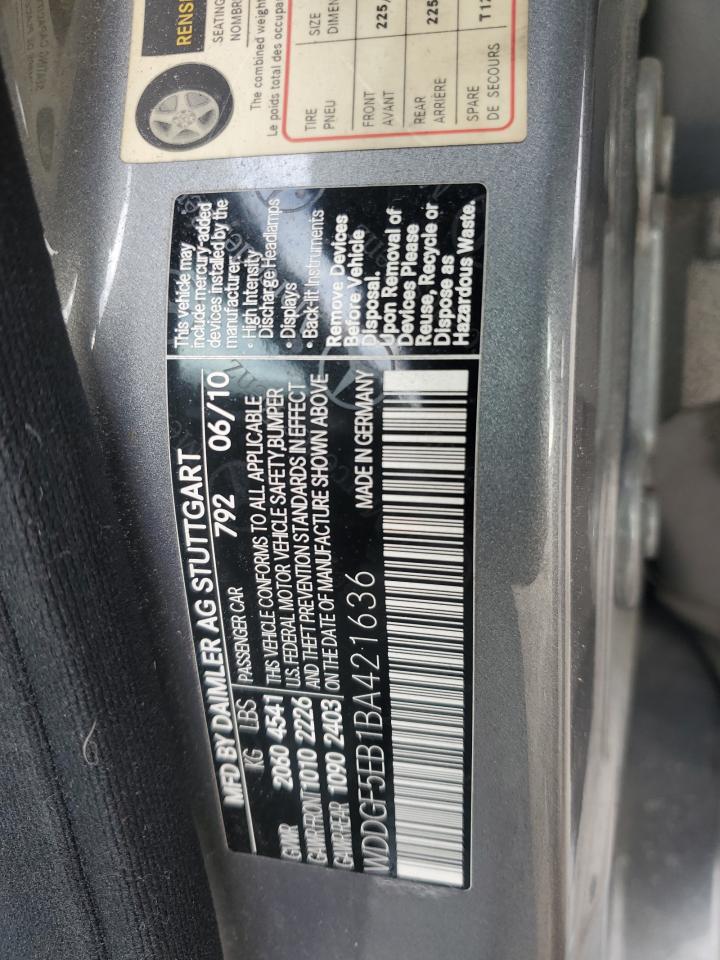 MFD BY DAIMLER AG STUTTGART
792 06/10
KG LBS PASSENGER CAR
GVWR 2060 4541 THIS VEHICLE CONFORMS TO ALL APPLICABLE
GAWR FRONT 1010 2226 U.S. FEDERAL MOTOR VEHICLE SAFETY,BUMPER
GAWR REAR 1090 2403 AND THEFT PREVENTION STANDARDS IN EFFECT
ON THE DATE OF MANUFACTURE SHOWN ABOVE
MADE IN GERMANY
WDDGF5EB1BA421636
This vehicle may
include mercury-added
devices installed by the
manufacturer:
• High Intensity
Discharge Headlamps
• Displays
• Back-lit Instruments
Remove Devices
Before Vehicle
Disposal.
Upon Removal of
Devices Please
Reuse, Recycle or
Dispose as
Hazardous Waste.
SEATING
The combined weight
Le poids total des occupa
TIRE SIZE
PNEU DIMEN
FRONT 225
AVANT
REAR 225
ARRIÈRE
SPARE
DE SECOURS